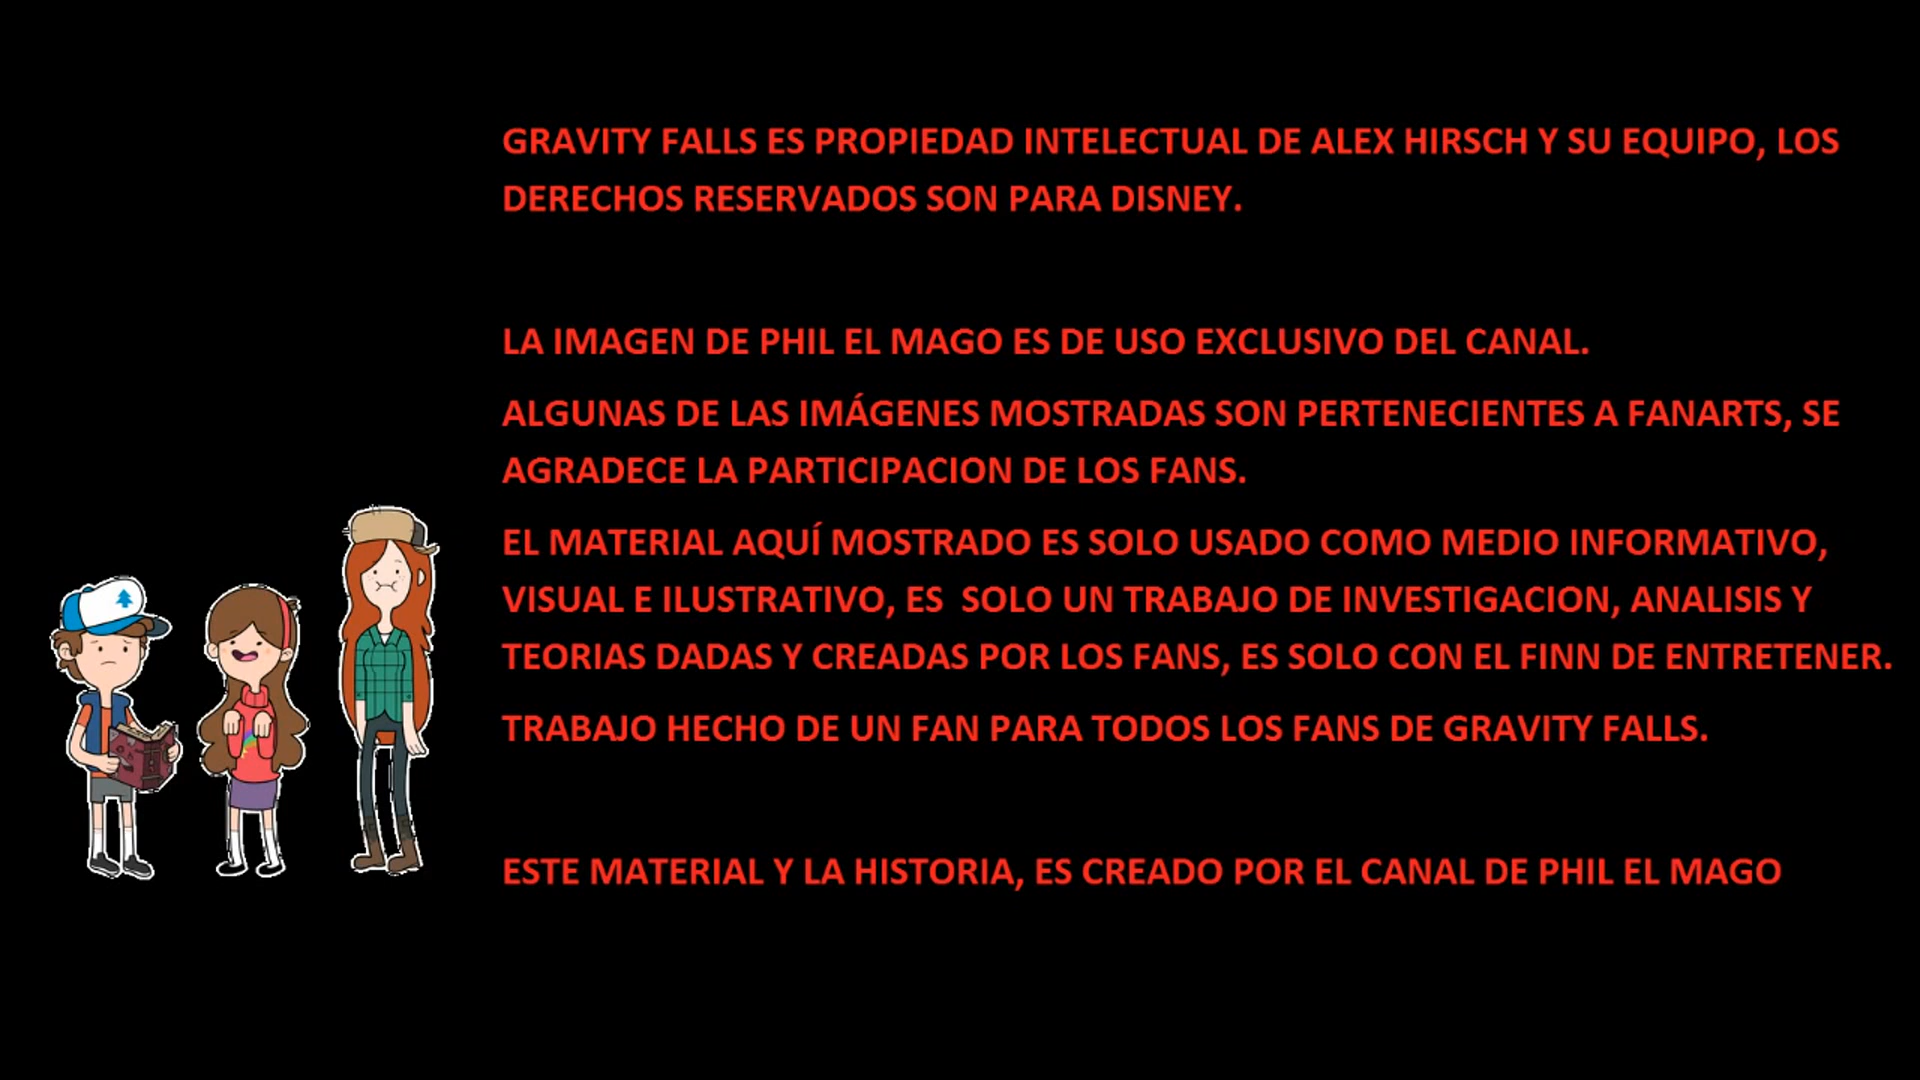 GRAVITY FALLS ES PROPIEDAD INTELECTUAL DE ALEX HIRSCH Y SU EQUIPO, LOS
DERECHOS RESERVADOS SON PARA DISNEY.
LA IMAGEN DE PHIL EL MAGO ES DE USO EXCLUSIVO DEL CANAL.
ALGUNAS DE LAS IMÁGENES MOSTRADAS SON PERTENECIENTES A FANARTS, SE
AGRADECE LA PARTICIPACION DE LOS FANS.
EL MATERIAL AQUÍ MOSTRADO ES SOLO USADO COMO MEDIO INFORMATIVO,
VISUAL E ILUSTRATIVO, ES  SOLO UN TRABAJO DE INVESTIGACION, ANALISIS Y
TEORIAS DADAS Y CREADAS POR LOS FANS, ES SOLO CON EL FINN DE ENTRETENER.
TRABAJO HECHO DE UN FAN PARA TODOS LOS FANS DE GRAVITY FALLS.
ESTE MATERIAL Y LA HISTORIA, ES CREADO POR EL CANAL DE PHIL EL MAGO